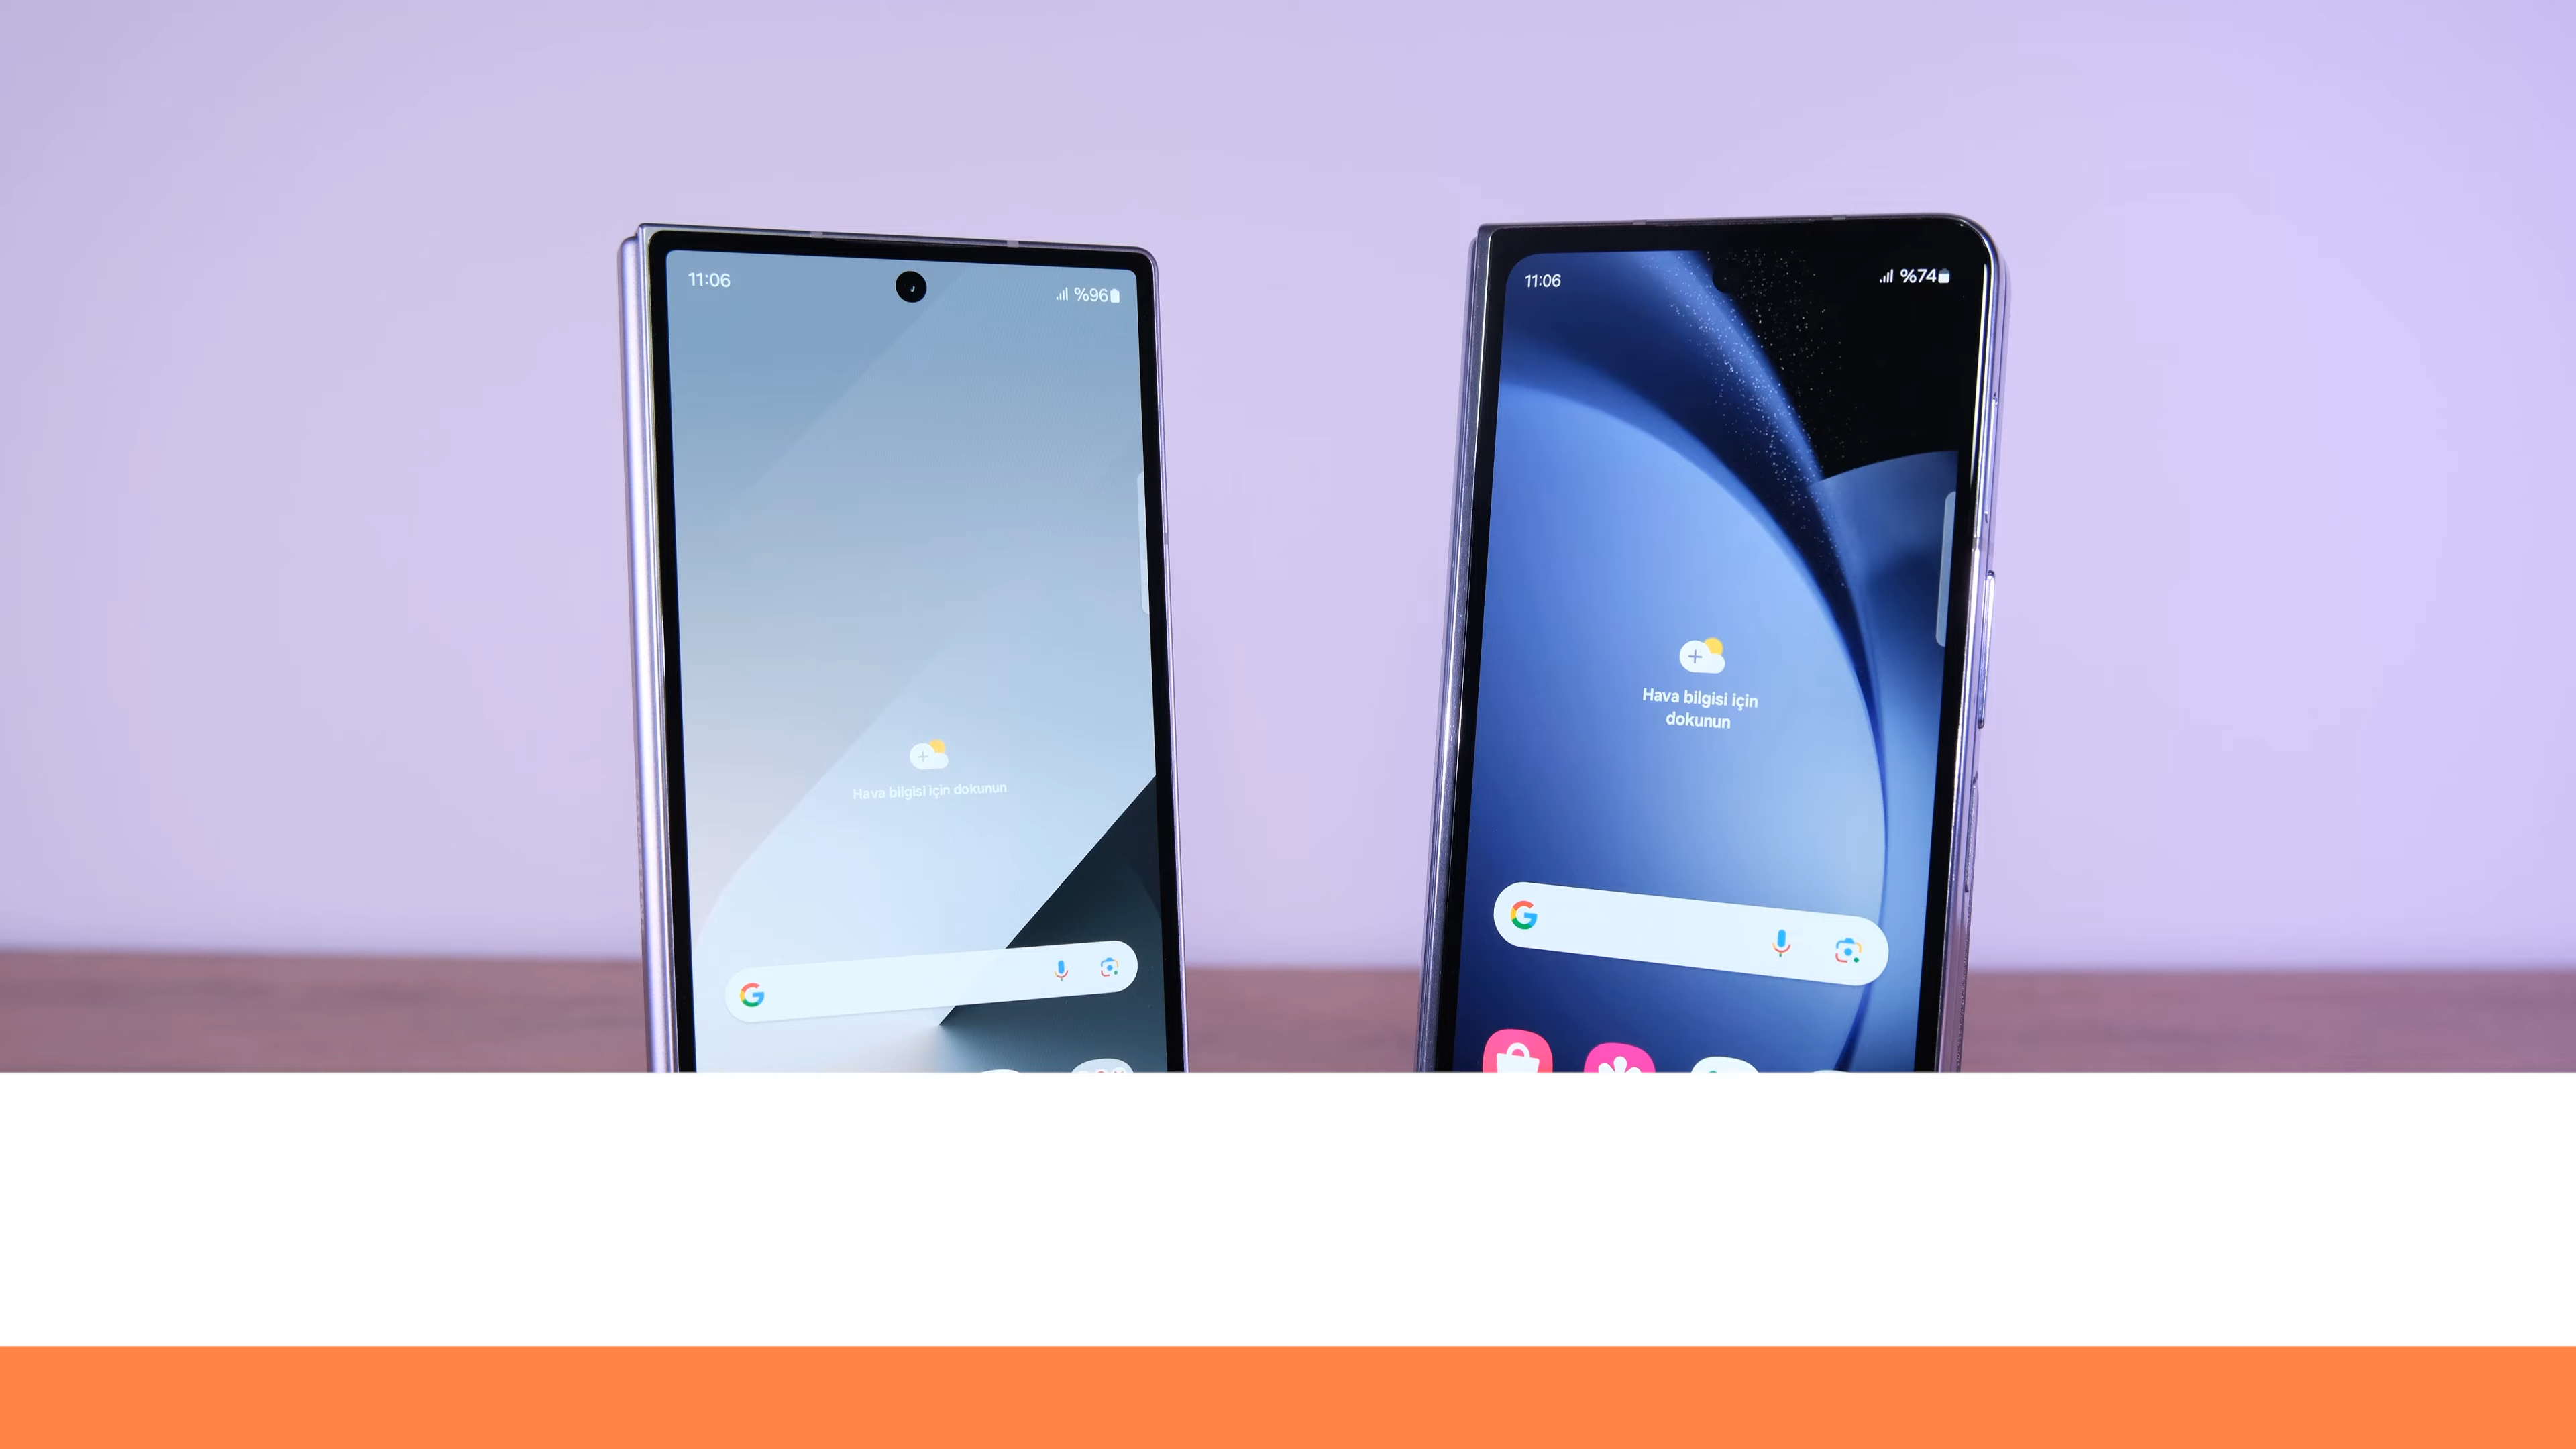 11:06
%96
Hava bilgisi için dokunun
G
11:06
%74
Hava bilgisi için
dokunun
G